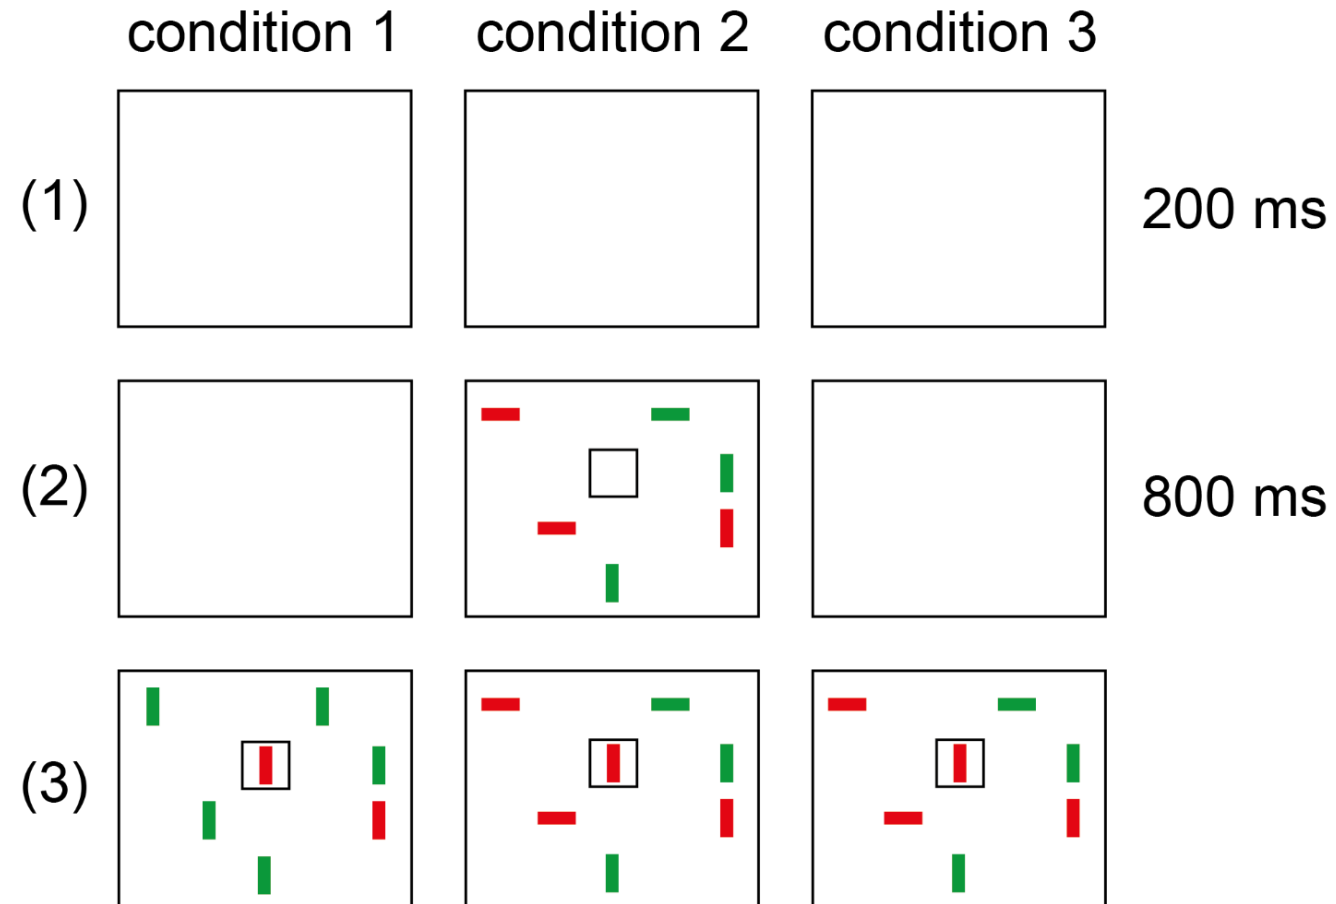 condition 1 condition 2 condition 3
(1) 200 ms
(2) 800 ms
(3)